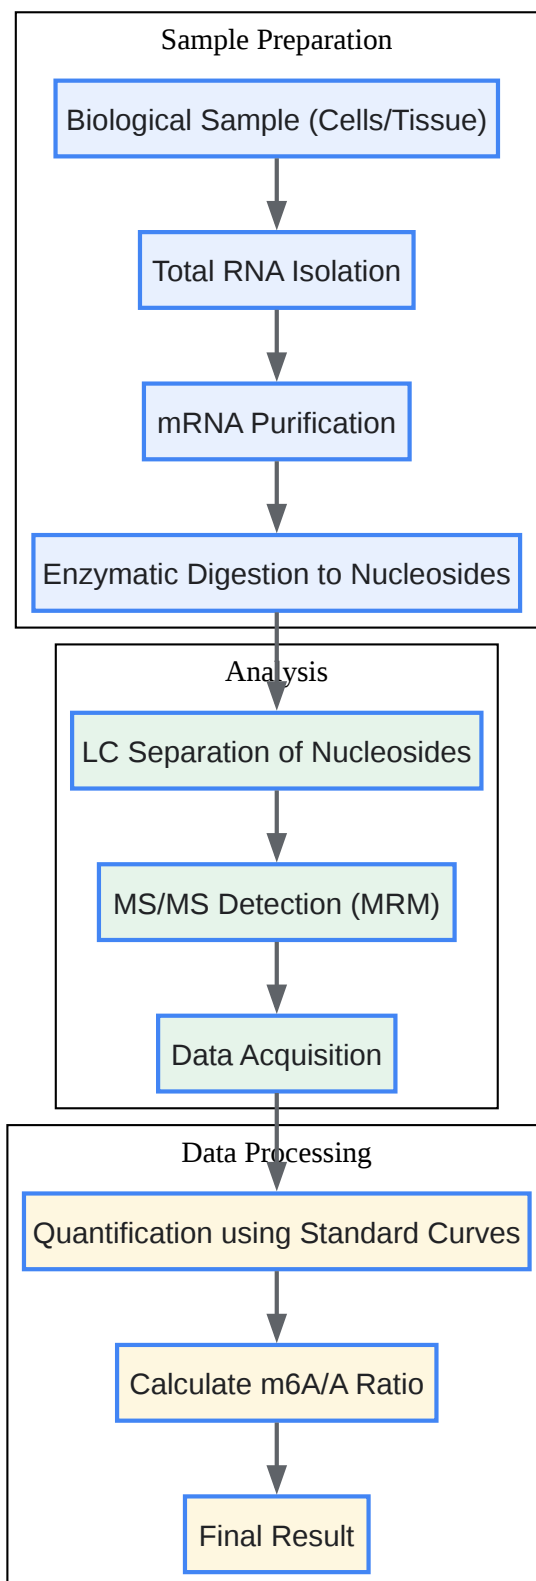 Sample Preparation
Biological Sample (Cells/Tissue)
Total RNA Isolation
mRNA Purification
Enzymatic Digestion to Nucleosides
Analysis
LC Separation of Nucleosides
MS/MS Detection (MRM)
Data Acquisition
Data Processing
Quantification using Standard Curves
Calculate m6A/A Ratio
Final Result